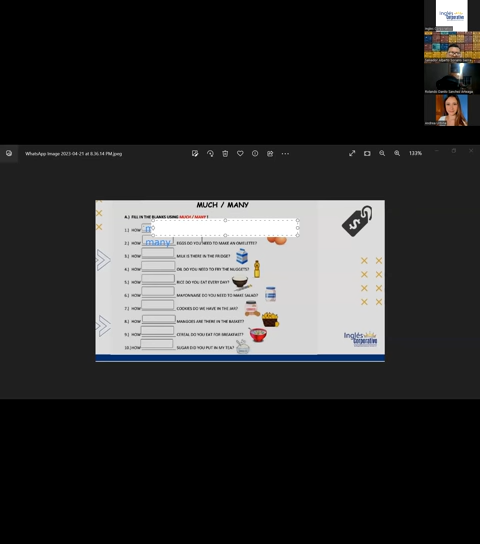 Inglés
Corporativo
WhatsApp Image 2023-04-21 at 8.36.14 PM.jpeg
133%
MUCH / MANY
A.) FILL IN THE BLANKS USING MUCH / MANY
1.) HOW
2.) HOW many EGGS DO YOU NEED TO MAKE AN OMELETTE?
3.) HOW MILK IS THERE IN THE FRIDGE?
4.) HOW OIL DO YOU NEED TO FRY THE NUGGETS?
5.) HOW RICE DO YOU EAT EVERY DAY?
6.) HOW MAYONNAISE DO YOU NEED TO MAKE SALAD?
7.) HOW COOKIES DO WE HAVE IN THE JAR?
8.) HOW MANGOES ARE THERE IN THE BASKET?
9.) HOW CEREAL DO YOU EAT FOR BREAKFAST?
10.) HOW SUGAR DID YOU PUT IN MY TEA?
Inglés
Corporativo